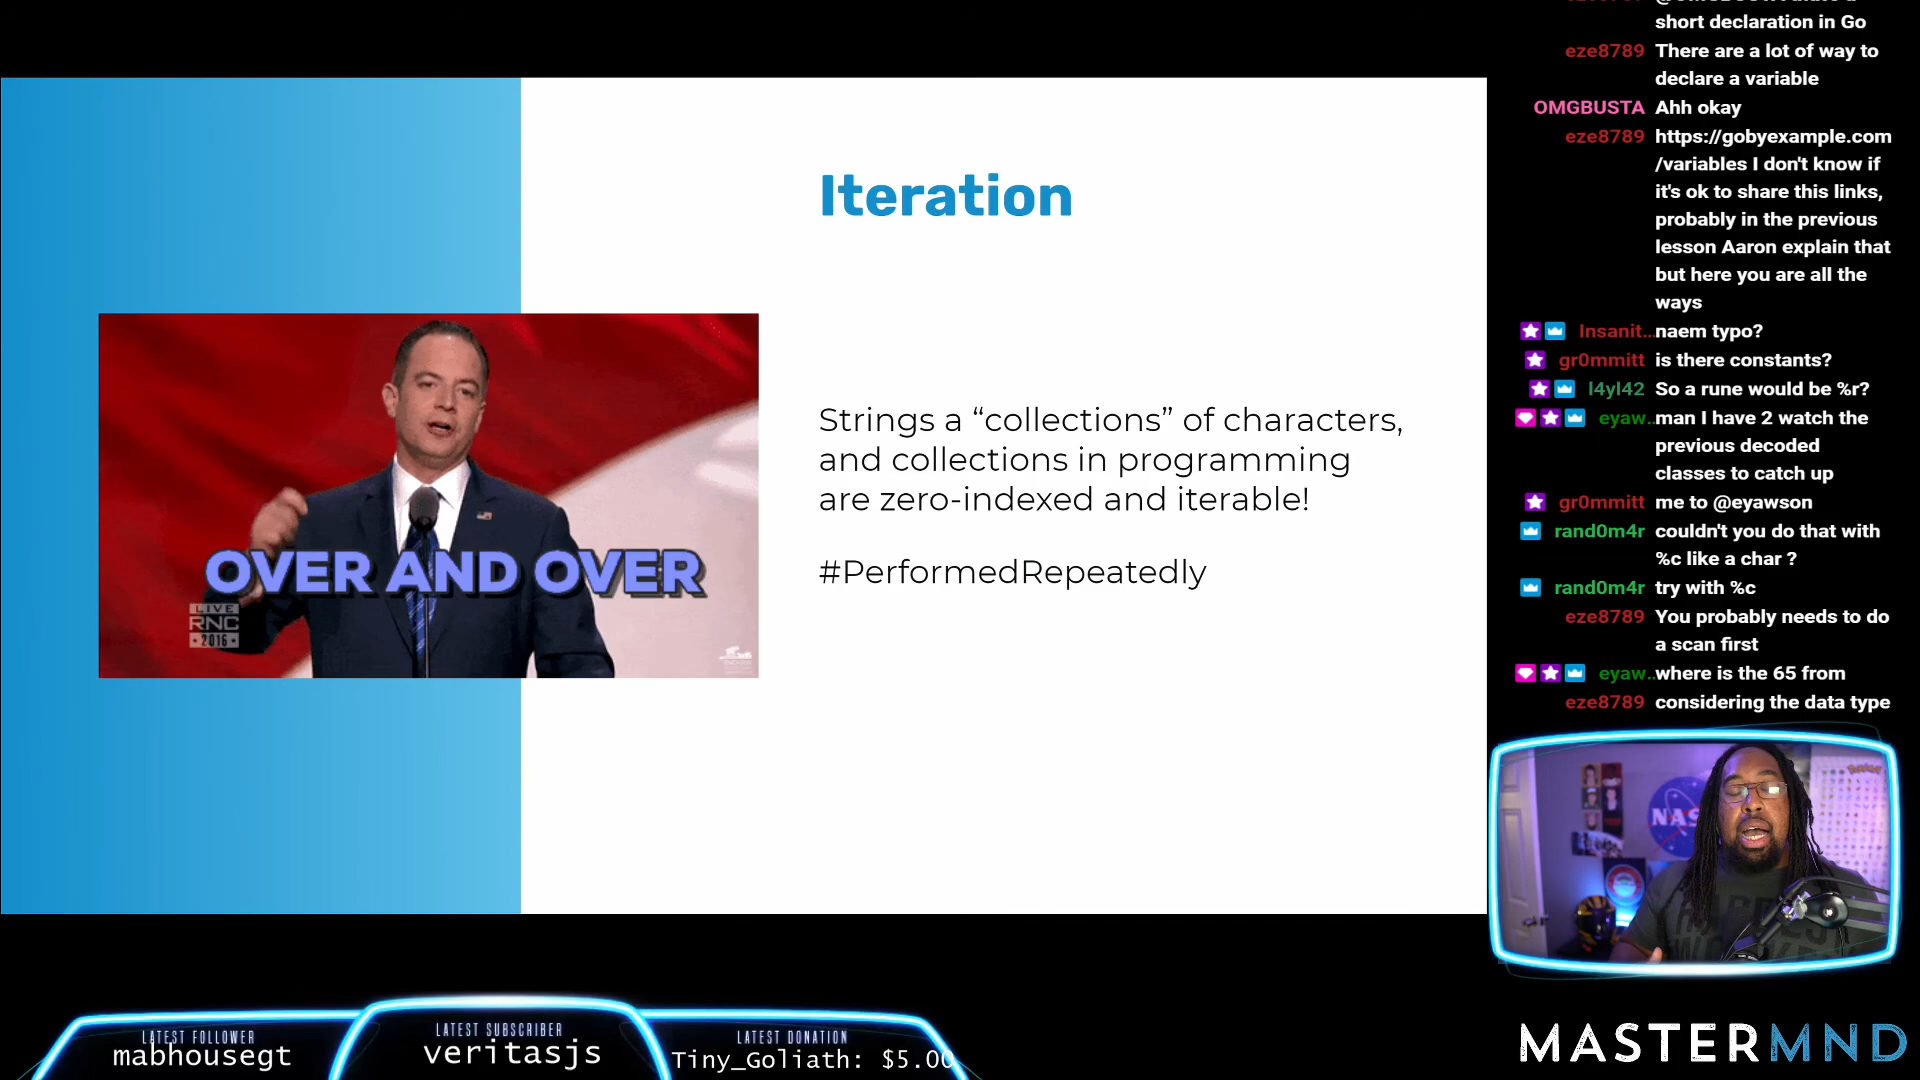 Iteration
Strings a “collections” of characters,
and collections in programming
are zero-indexed and iterable!
#PerformedRepeatedly
OVER AND OVER
LIVE
RNC
2016
short declaration in Go
eze8789 There are a lot of way to
declare a variable
OMGBUSTA Ahh okay
eze8789 https://gobyexample.com
/variables I don't know if
it's ok to share this links,
probably in the previous
lesson Aaron explain that
but here you are all the
ways
Insanit... naem typo?
gr0mmitt is there constants?
l4yl42 So a rune would be %r?
eyaw.. man I have 2 watch the
previous decoded
classes to catch up
gr0mmitt me to @eyawson
rand0m4r couldn't you do that with
%c like a char ?
rand0m4r try with %c
eze8789 You probably needs to do
a scan first
eyaw.. where is the 65 from
eze8789 considering the data type
NAS
LATEST FOLLOWER
mabhousegt
LATEST SUBSCRIBER
veritasjs
LATEST DONATION
Tiny_Goliath: $5.00
MASTERMND